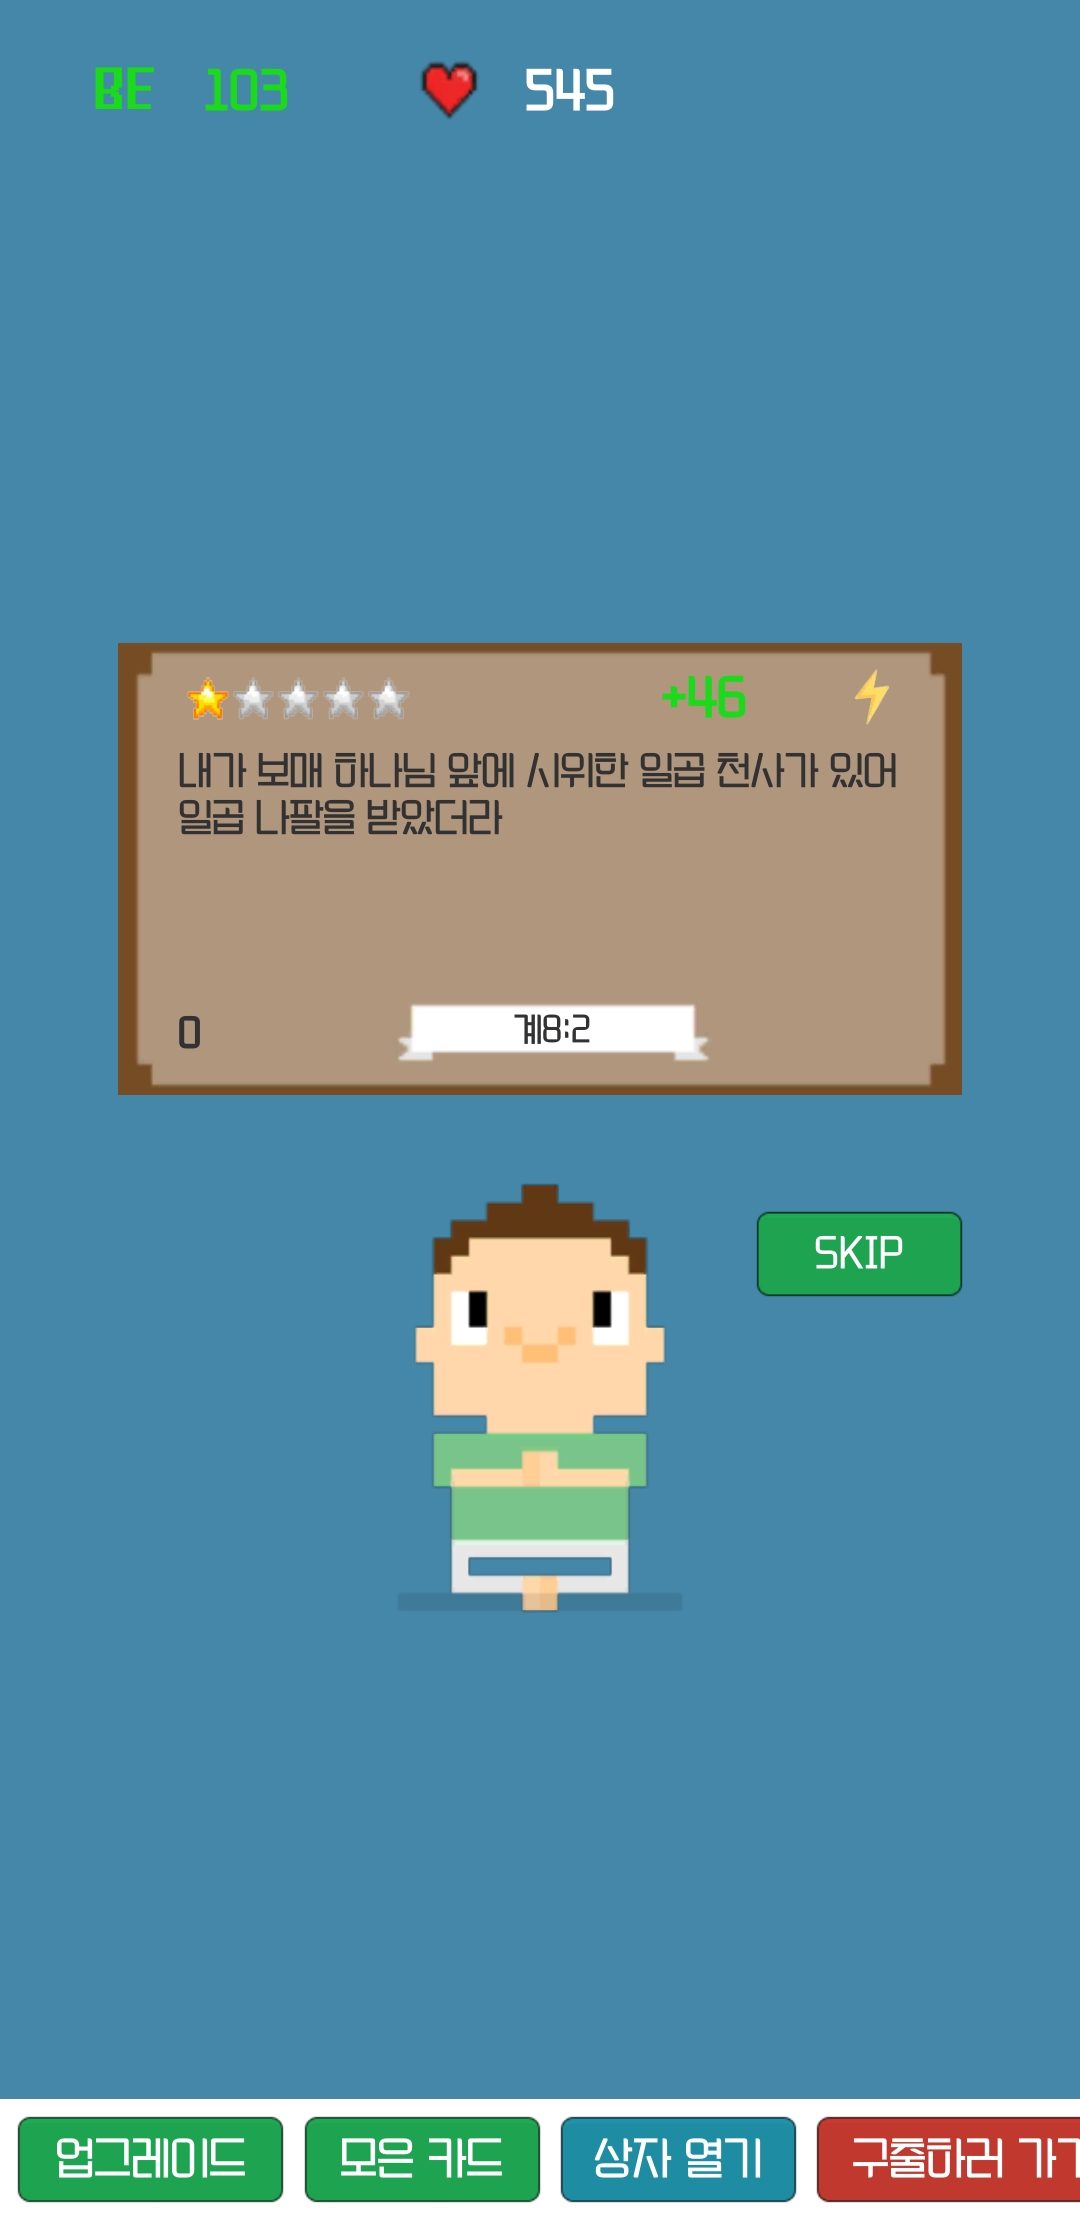 BE 103 545
+46
내가 보매 하나님 앞에 시위한 일곱 천사가 있어
일곱 나팔을 받았더라
0 계8:2
SKIP
업그레이드 모은 카드 상자 열기 구출하러